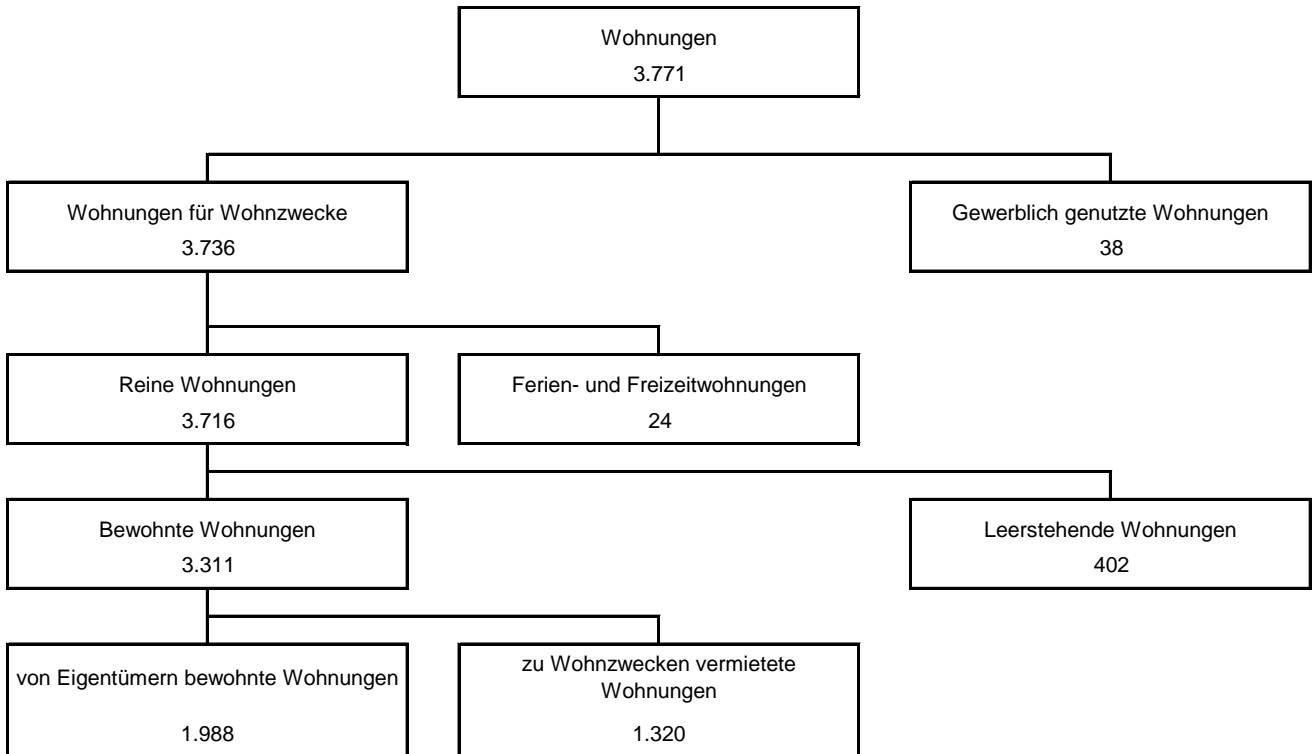 Wohnungen
3.771
Wohnungen für Wohnzwecke
3.736
Gewerblich genutzte Wohnungen
38
Reine Wohnungen
3.716
Ferien- und Freizeitwohnungen
24
Bewohnte Wohnungen
3.311
Leerstehende Wohnungen
402
von Eigentümern bewohnte Wohnungen
1.988
zu Wohnzwecken vermietete
Wohnungen
1.320